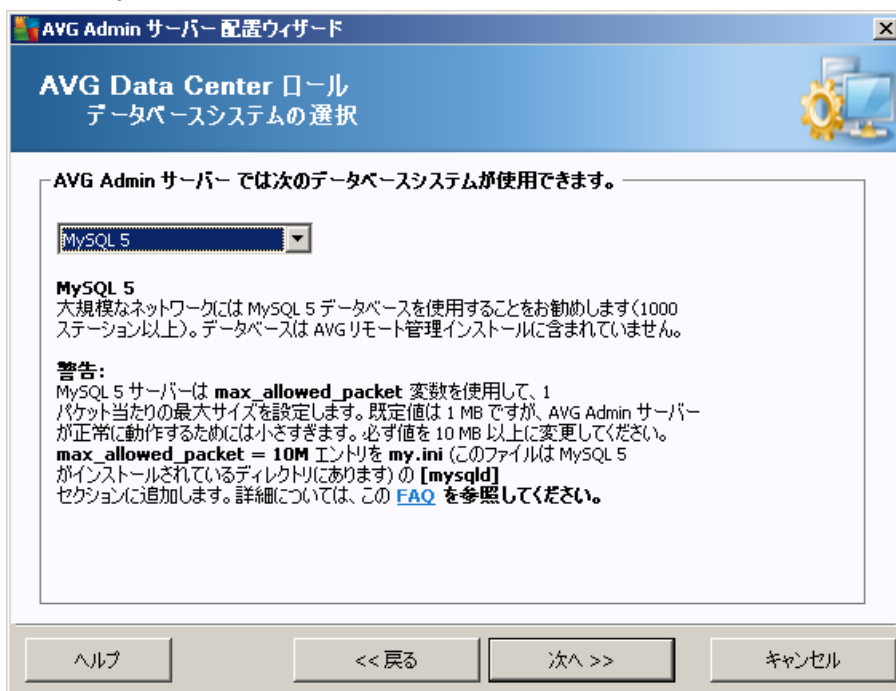 AVG Admin サーバー 配置ウィザード
AVG Data Center ロール
データベースシステムの選択
AVG Admin サーバー では次のデータベースシステムが使用できます。
MySQL 5
MySQL 5
大規模なネットワークには MySQL 5 データベースを使用することをお勧めします(1000
ステーション以上)。データベースは AVG リモート管理インストールに含まれていません。
警告:
MySQL 5 サーバーは max_allowed_packet 変数を使用して、1
パケット当たりの最大サイズを設定します。既定値は 1 MB ですが、AVG Admin サーバー
が正常に動作するためには小さすぎます。必ず値を 10 MB 以上に変更してください。
max_allowed_packet = 10M エントリを my.ini (このファイルは MySQL 5
がインストールされているディレクトリにあります) の [mysqld]
セクションに追加します。詳細については、この FAQ を参照してください。
ヘルプ
<< 戻る
次へ >>
キャンセル